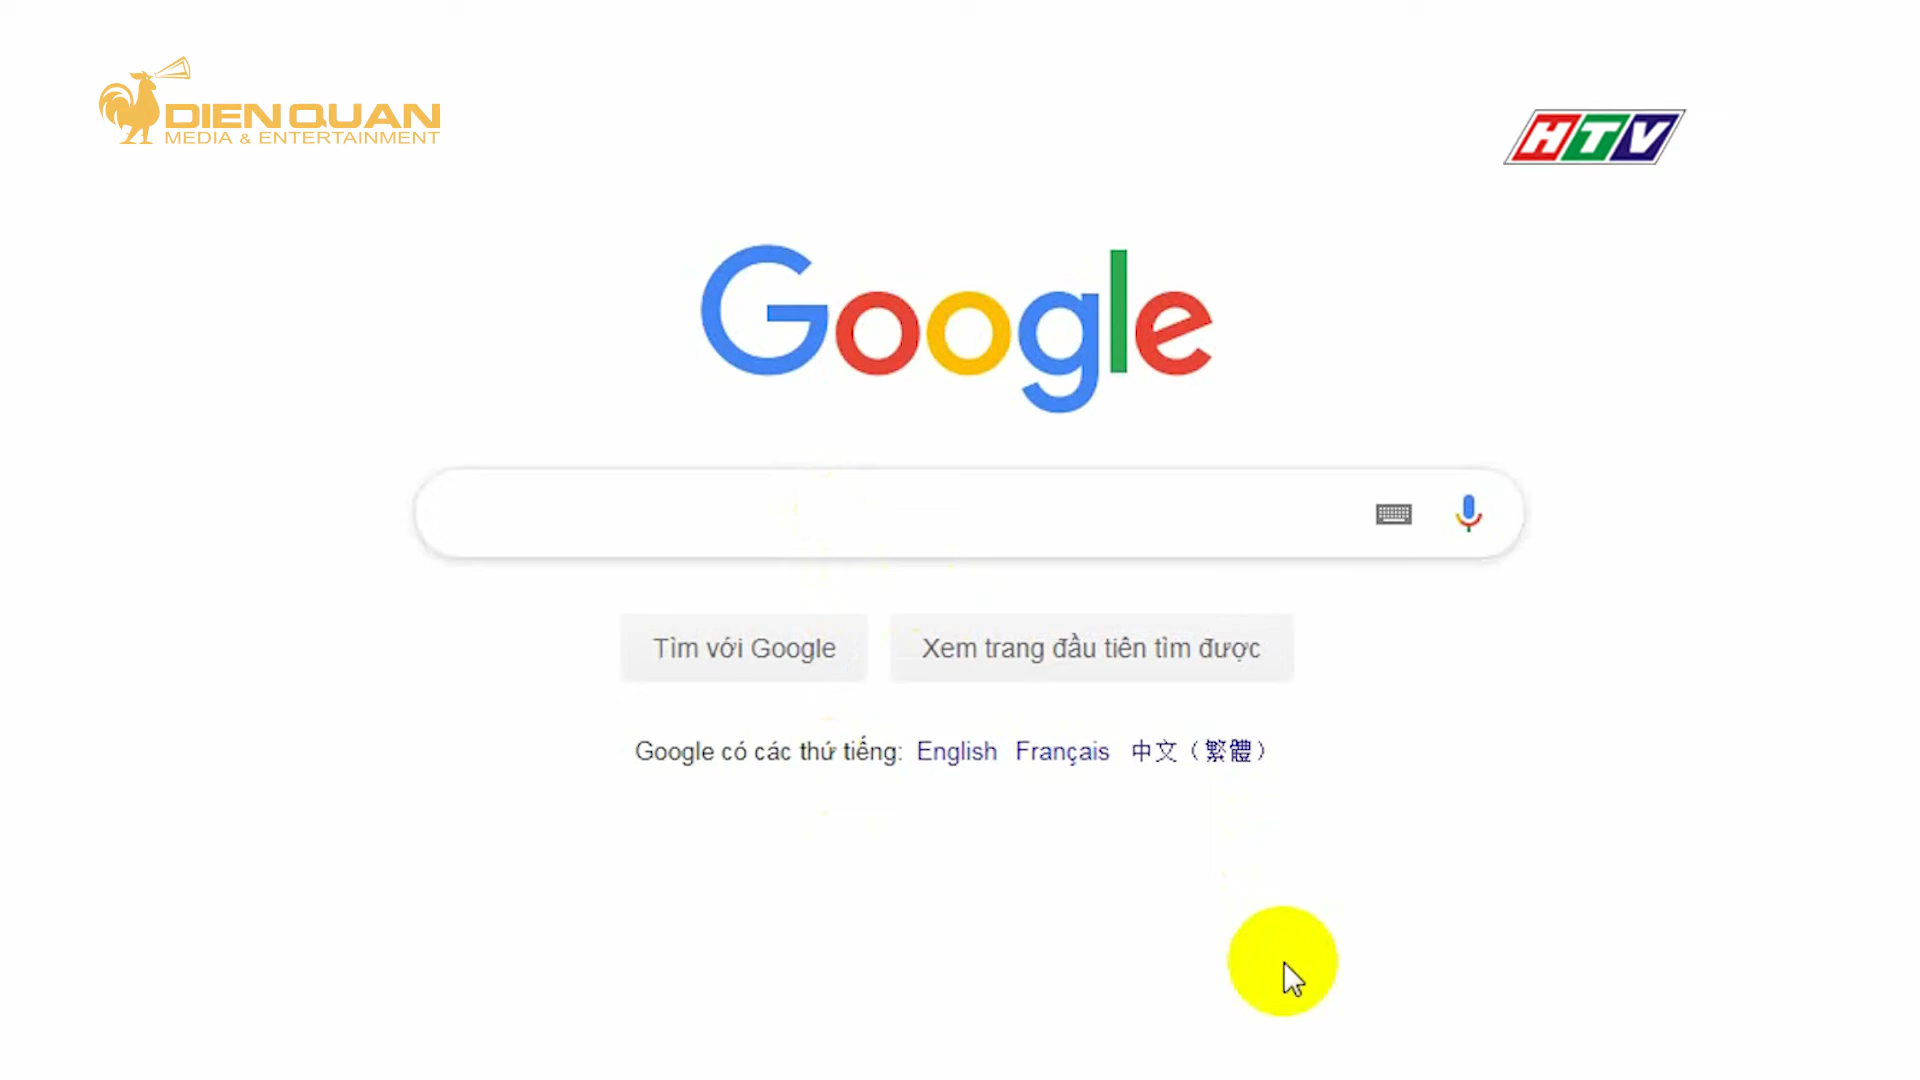 DIEN QUAN
MEDIA & ENTERTAINMENT
HTV
Google
Tìm với Google
Xem trang đầu tiên tìm được
Google có các thứ tiếng: English Français 中文（繁體）